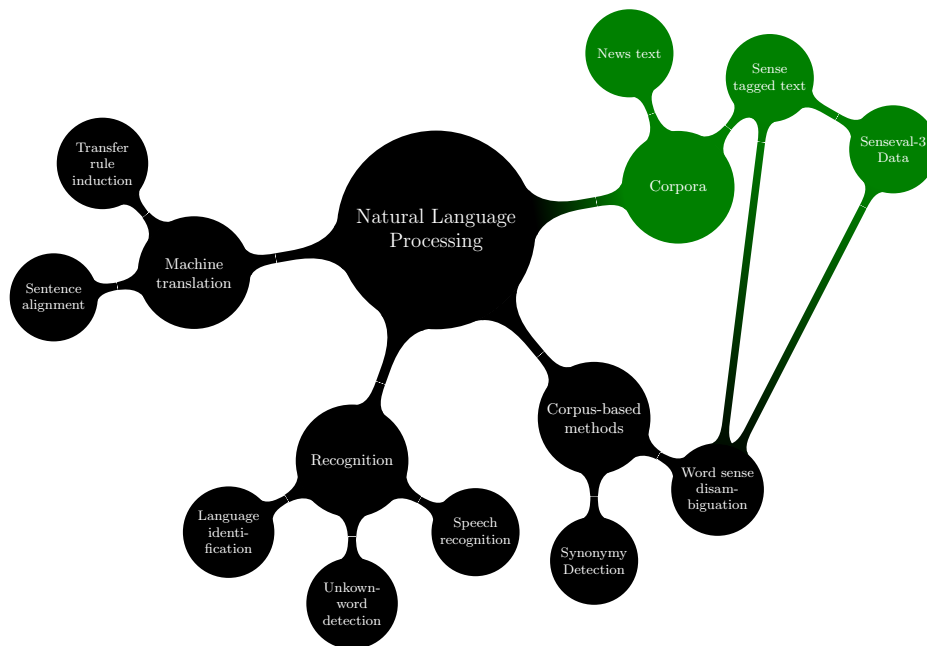 News text
Sense
tagged text
Senseval-3
Data
Corpora
Natural Language
Processing
Transfer
rule
induction
Machine
translation
Sentence
alignment
Corpus-based
methods
Recognition
Word sense
disam-
biguation
Language
identi-
fication
Speech
recognition
Synonymy
Detection
Unkown-
word
detection